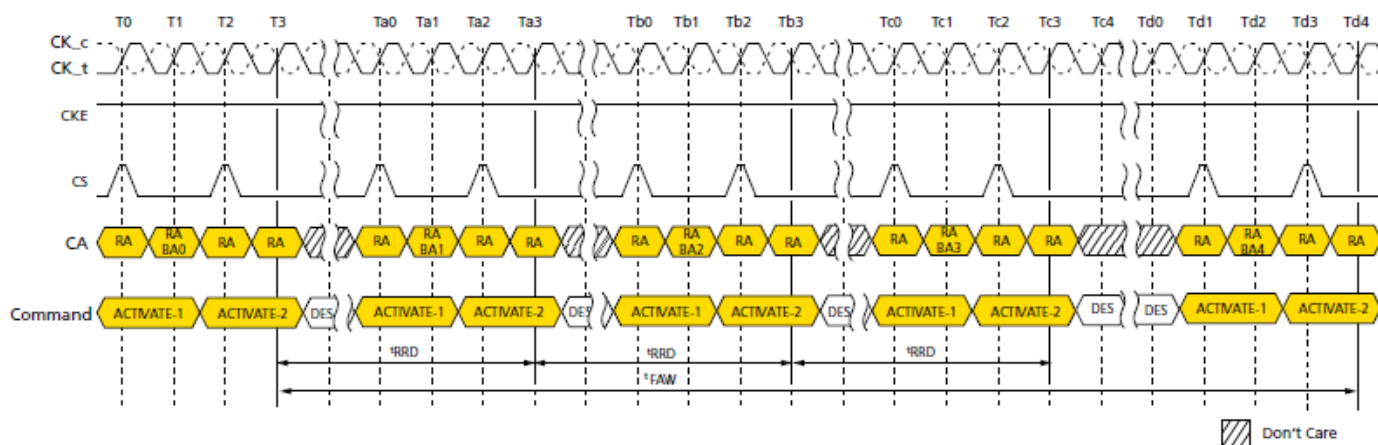 T0 T1 T2 T3 Ta0 Ta1 Ta2 Ta3 Tb0 Tb1 Tb2 Tb3 Tc0 Tc1 Tc2 Tc3 Tc4 Td0 Td1 Td2 Td3 Td4
CK_c
CK_t
CKE
CS
CA RA RA BA0 RA RA RA RA BA1 RA RA RA RA BA2 RA RA RA RA BA3 RA RA RA RA BA4 RA RA
Command ACTIVATE-1 ACTIVATE-2 DES ACTIVATE-1 ACTIVATE-2 DES ACTIVATE-1 ACTIVATE-2 DES ACTIVATE-1 ACTIVATE-2 DES DES ACTIVATE-1 ACTIVATE-2
tRRD tRRD tRRD
tFAW
Don't Care